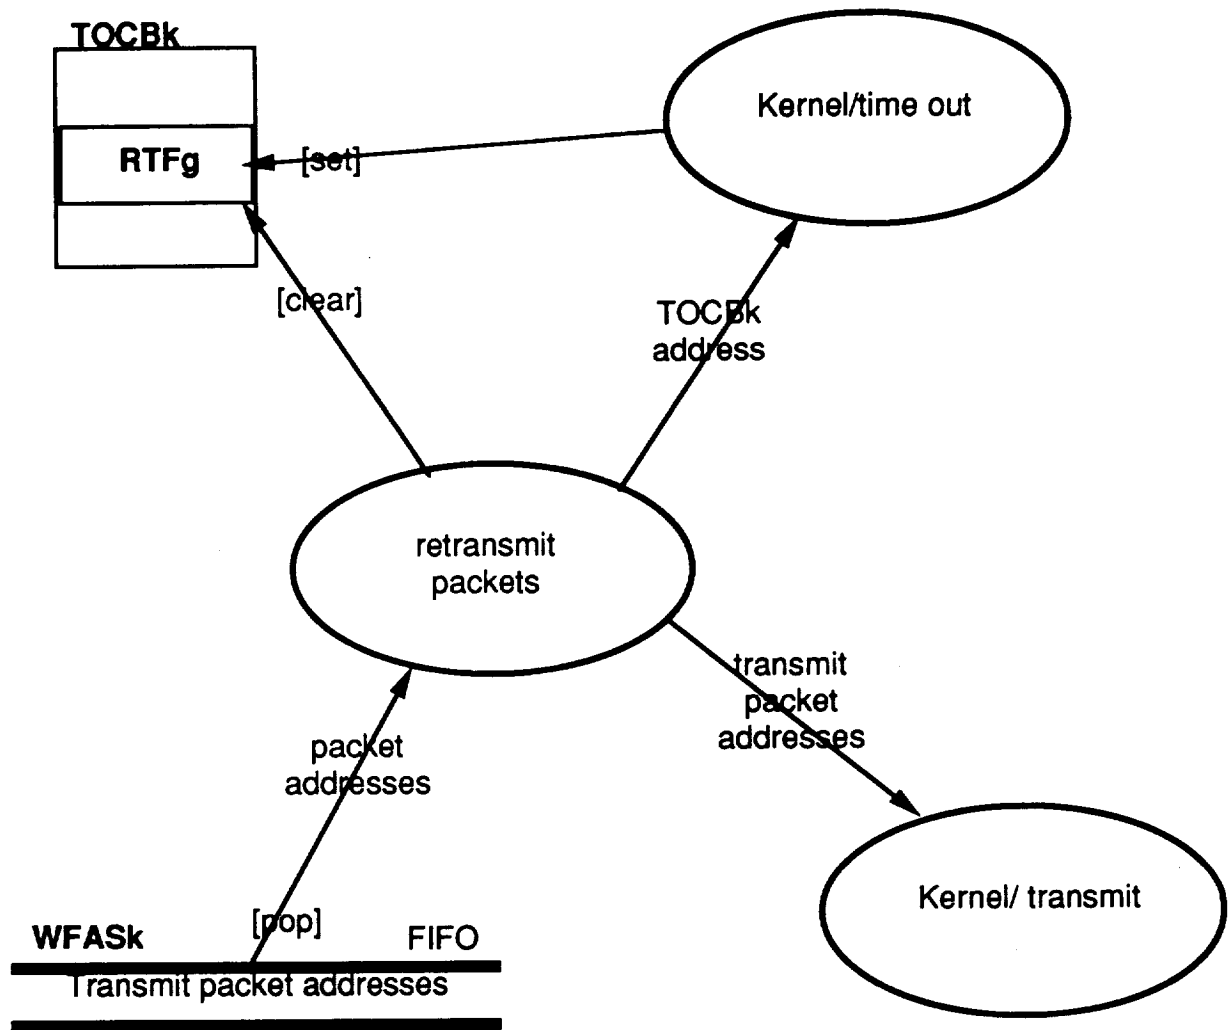 TOCBk
Kernel/time out
RTFg
[set]
[clear]
TOCBk
address
retransmit
packets
transmit
packet
addresses
packet
addresses
Kernel/ transmit
[pop]
WFASk
FIFO
Transmit packet addresses